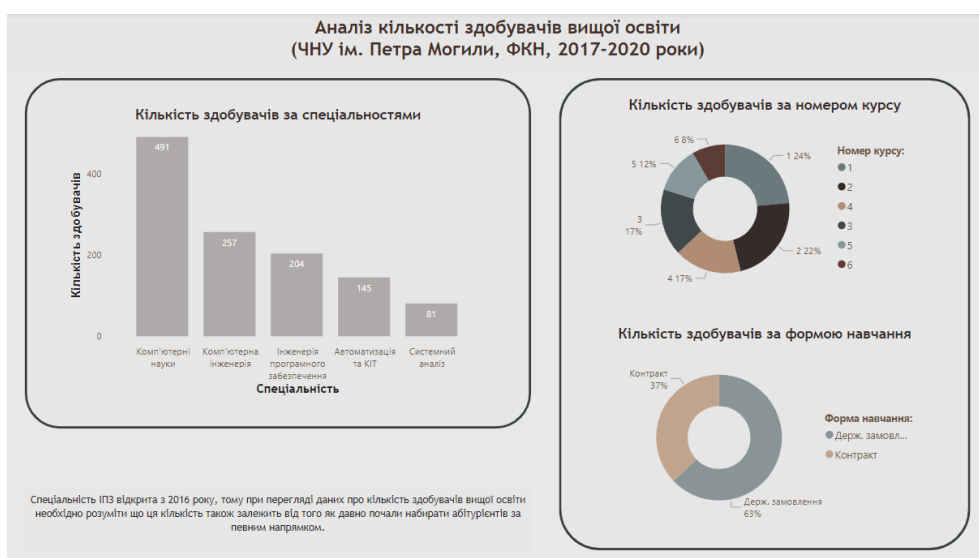 Аналіз кількості здобувачів вищої освіти
(ЧНУ ім. Петра Могили, ФКН, 2017-2020 роки)
Кількість здобувачів за спеціальностями
Кількість здобувачів
400
200
0
491
257
204
145
81
Комп'ютерні
науки
Комп'ютерна
інженерія
Інженерія
програмного
забезпечення
Автоматизація
та КІТ
Системний
аналіз
Спеціальність
Спеціальність ІПЗ відкрита з 2016 року, тому при перегляді даних про кількість здобувачів вищої освіти
необхідно розуміти що ця кількість також залежить від того як давно почали набирати абітурієнтів за
певним напрямком.
Кількість здобувачів за номером курсу
6 8%
1 24%
5 12%
3
17%
2 22%
4 17%
Номер курсу:
1
2
4
3
5
6
Кількість здобувачів за формою навчання
Контракт
37%
Держ. замовлення
63%
Форма навчання:
Держ. замовл...
Контракт